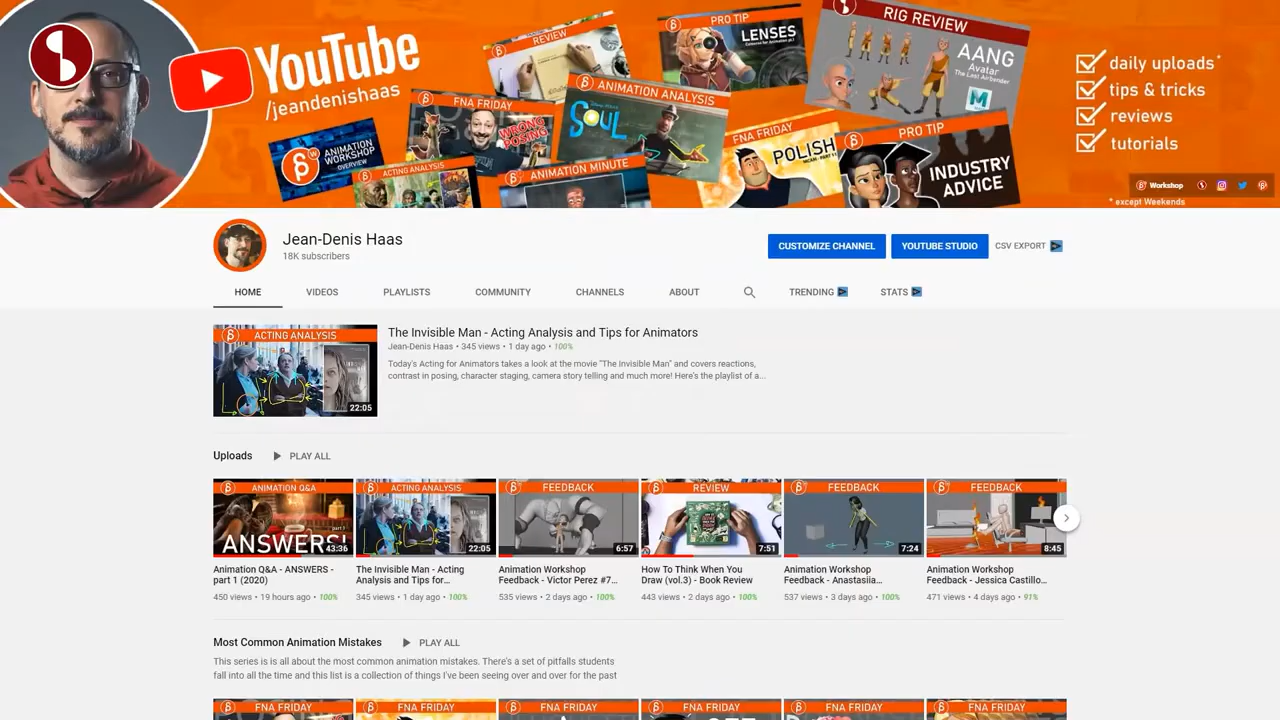 YouTube
/jeandenishaas
REVIEW
PRO TIP
LENSES
RIG REVIEW
AANG
Avatar
The Last Airbender
FNA FRIDAY
WRONG
POSING
ANIMATION ANALYSIS
SOUL
ANIMATION
WORKSHOP
OVERVIEW
ACTING ANALYSIS
ANIMATION MINUTE
FNA FRIDAY
POLISH
PRO TIP
INDUSTRY
ADVICE
daily uploads*
tips & tricks
reviews
tutorials
Workshop
* except Weekends
Jean-Denis Haas
18K subscribers
CUSTOMIZE CHANNEL
YOUTUBE STUDIO
CSV EXPORT
HOME VIDEOS PLAYLISTS COMMUNITY CHANNELS ABOUT TRENDING STATS
ACTING ANALYSIS
22:05
The Invisible Man - Acting Analysis and Tips for Animators
Jean-Denis Haas • 345 views • 1 day ago • 100%
Today's Acting for Animators takes a look at the movie "The Invisible Man" and covers reactions,
contrast in posing, character staging, camera story telling and much more! Here's the playlist of a...
Uploads PLAY ALL
ANIMATION Q&A
ANSWERS!
43:36
Animation Q&A - ANSWERS -
part 1 (2020)
450 views • 19 hours ago • 100%
ACTING ANALYSIS
22:05
The Invisible Man - Acting
Analysis and Tips for...
345 views • 1 day ago • 100%
FEEDBACK
6:57
Animation Workshop
Feedback - Victor Perez #7...
535 views • 2 days ago • 100%
REVIEW
7:51
How To Think When You
Draw (vol.3) - Book Review
443 views • 2 days ago • 100%
FEEDBACK
7:24
Animation Workshop
Feedback - Anastasiia...
537 views • 3 days ago • 100%
FEEDBACK
8:45
Animation Workshop
Feedback - Jessica Castillo...
471 views • 4 days ago • 91%
Most Common Animation Mistakes PLAY ALL
This series is is all about the most common animation mistakes. There's a set of pitfalls students
fall into all the time and this list is a collection of things I've been seeing over and over for the past
FNA FRIDAY
FNA FRIDAY
FNA FRIDAY
FNA FRIDAY
FNA FRIDAY
FNA FRIDAY